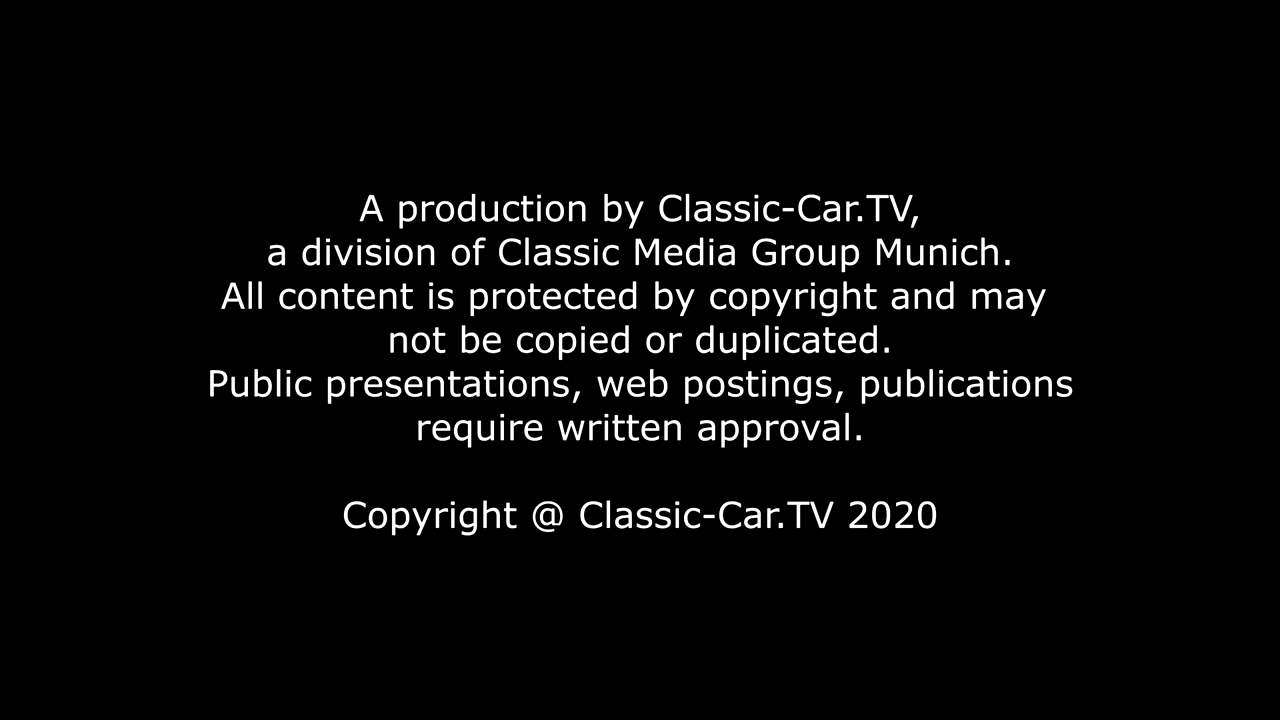 A production by Classic-Car.TV,
a division of Classic Media Group Munich.
All content is protected by copyright and may
not be copied or duplicated.
Public presentations, web postings, publications
require written approval.
Copyright @ Classic-Car.TV 2020